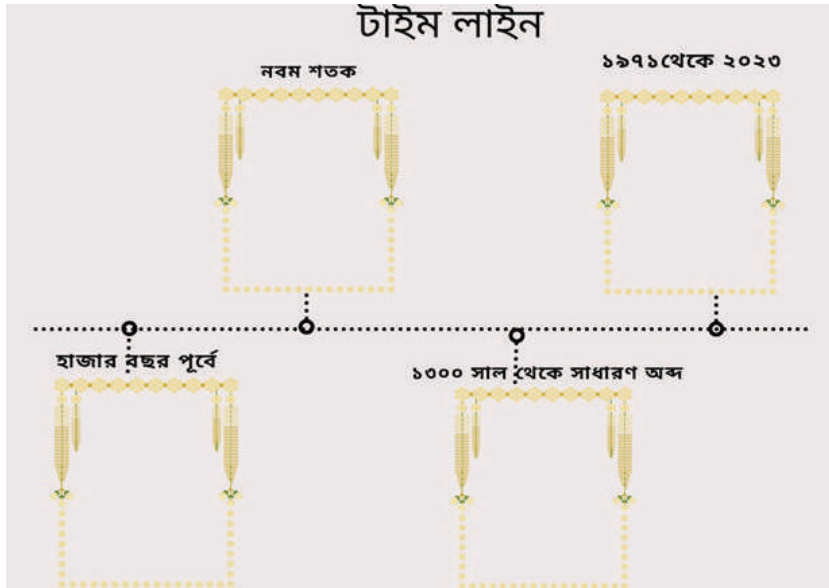 টাইম লাইন
নবম শতক
১৯৭১থেকে ২০২৩
হাজার বছর পূর্বে
১৩০০ সাল থেকে সাধারণ অব্দ